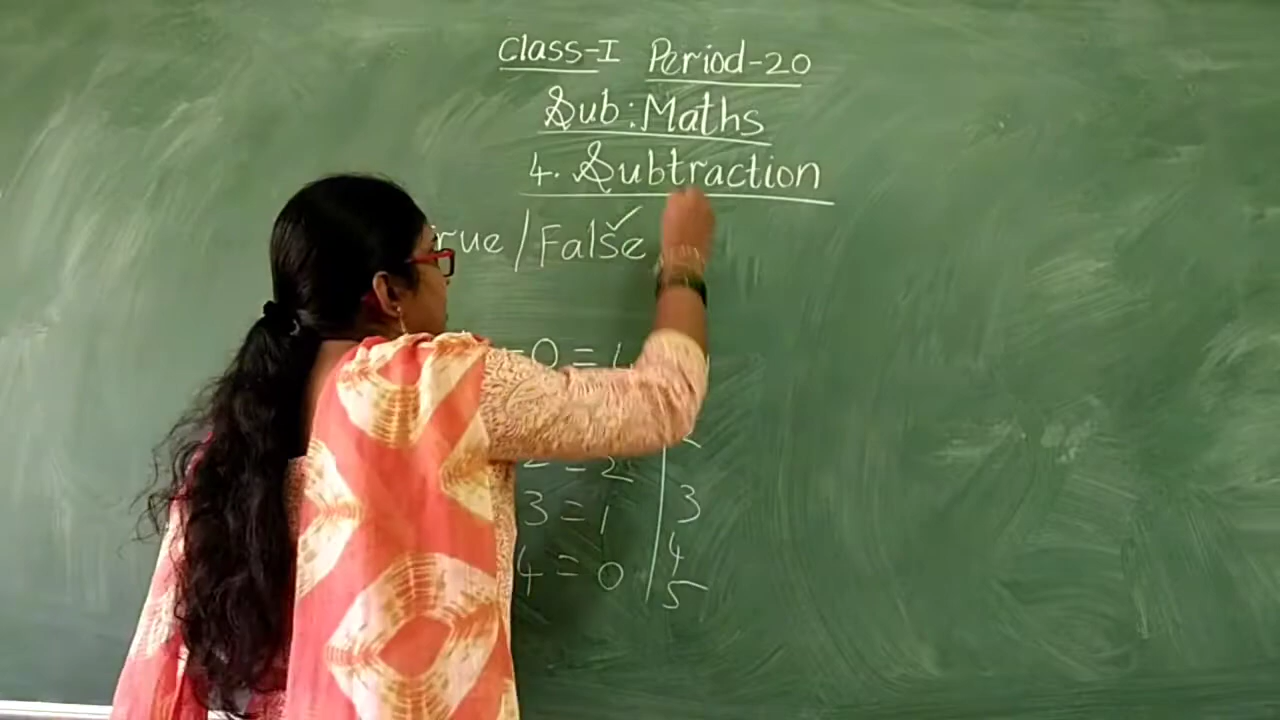 Class-I Period-20
Sub: Maths
4. Subtraction
rue / False ✓
-0 =
2 = 2
3 = 1 3
4 = 0 4
5